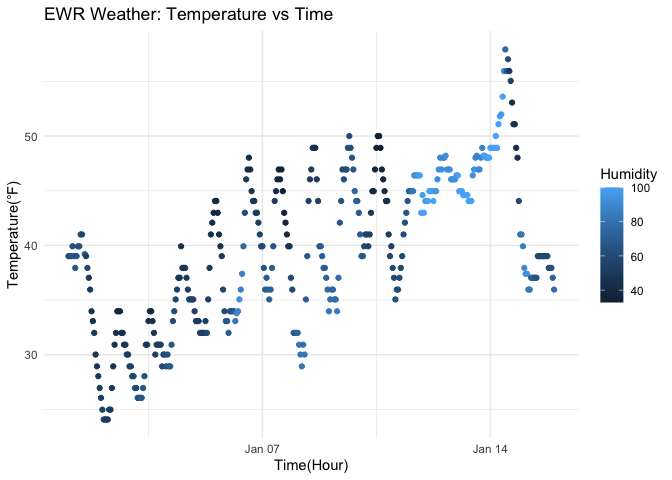 EWR Weather: Temperature vs Time
Temperature(°F)
50
40
30
Jan 07
Jan 14
Time(Hour)
Humidity
100
80
60
40